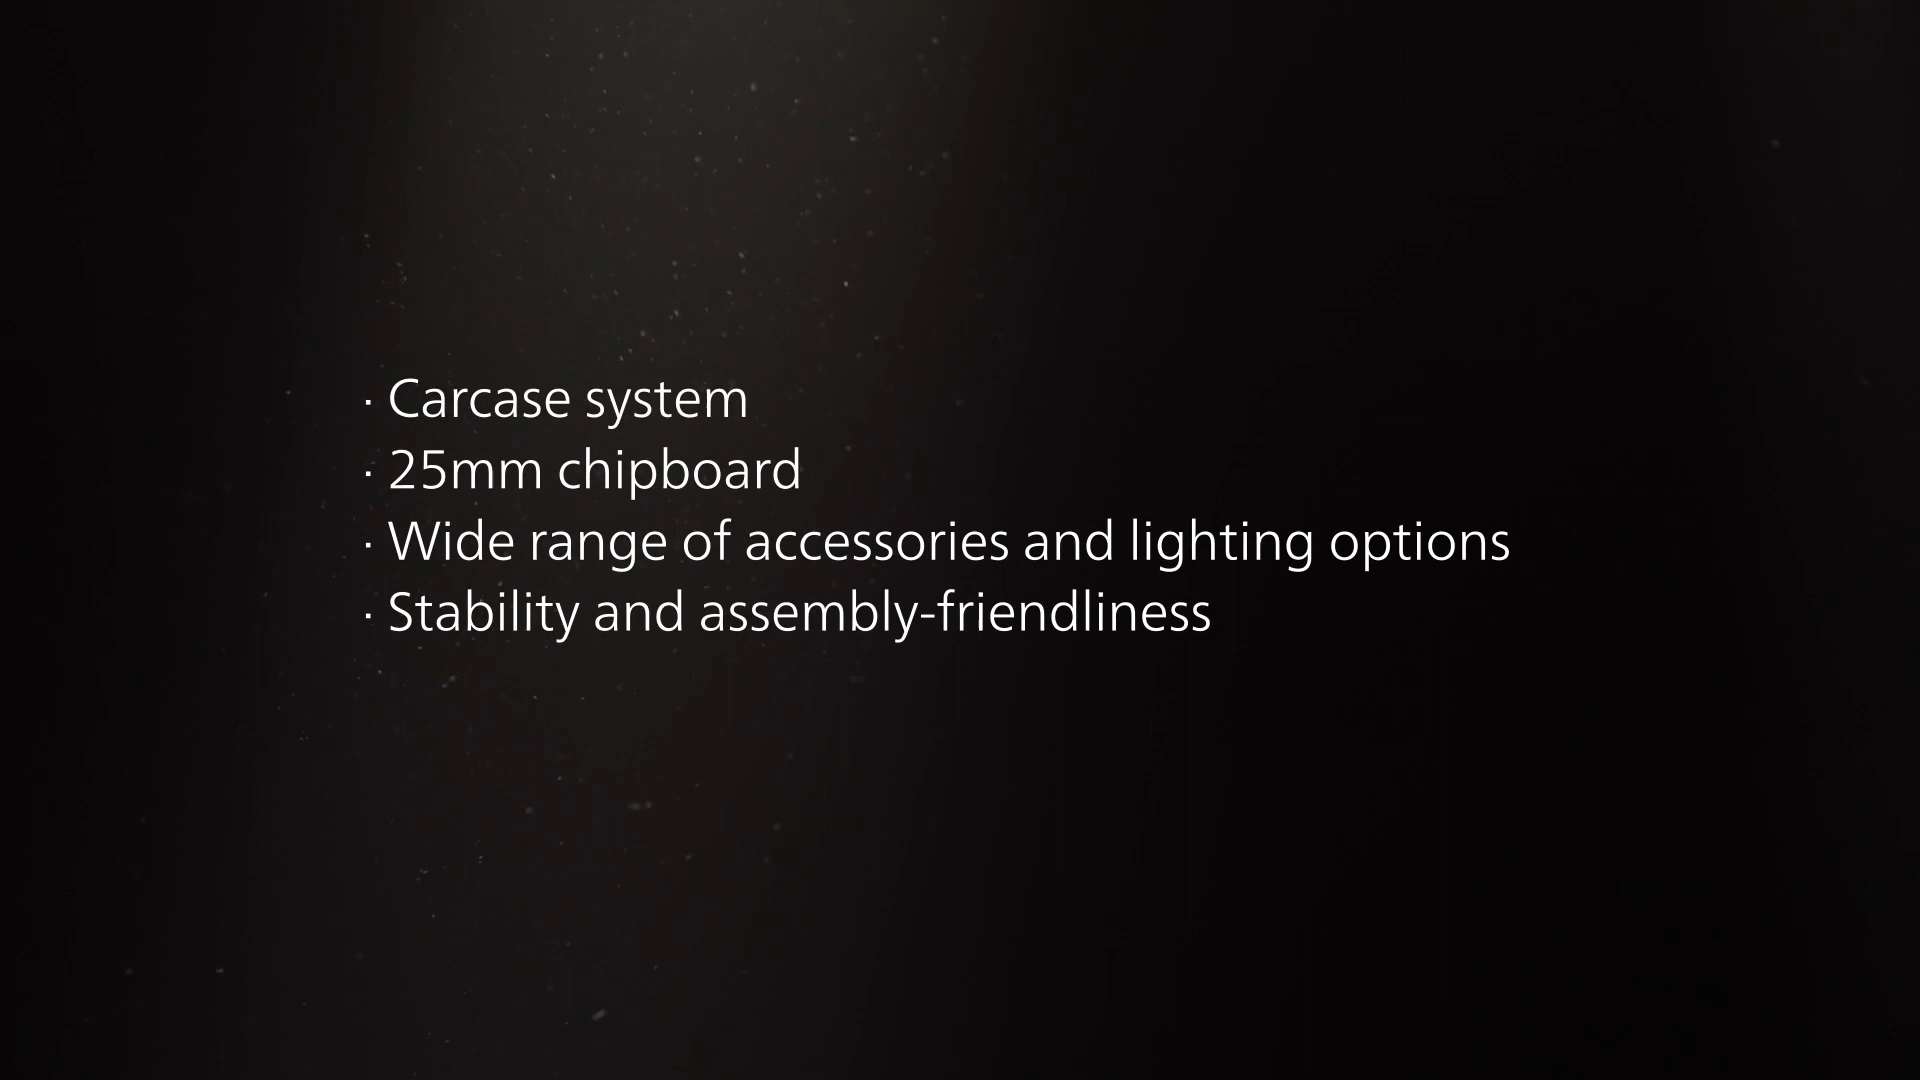 · Carcase system
· 25mm chipboard
· Wide range of accessories and lighting options
· Stability and assembly-friendliness